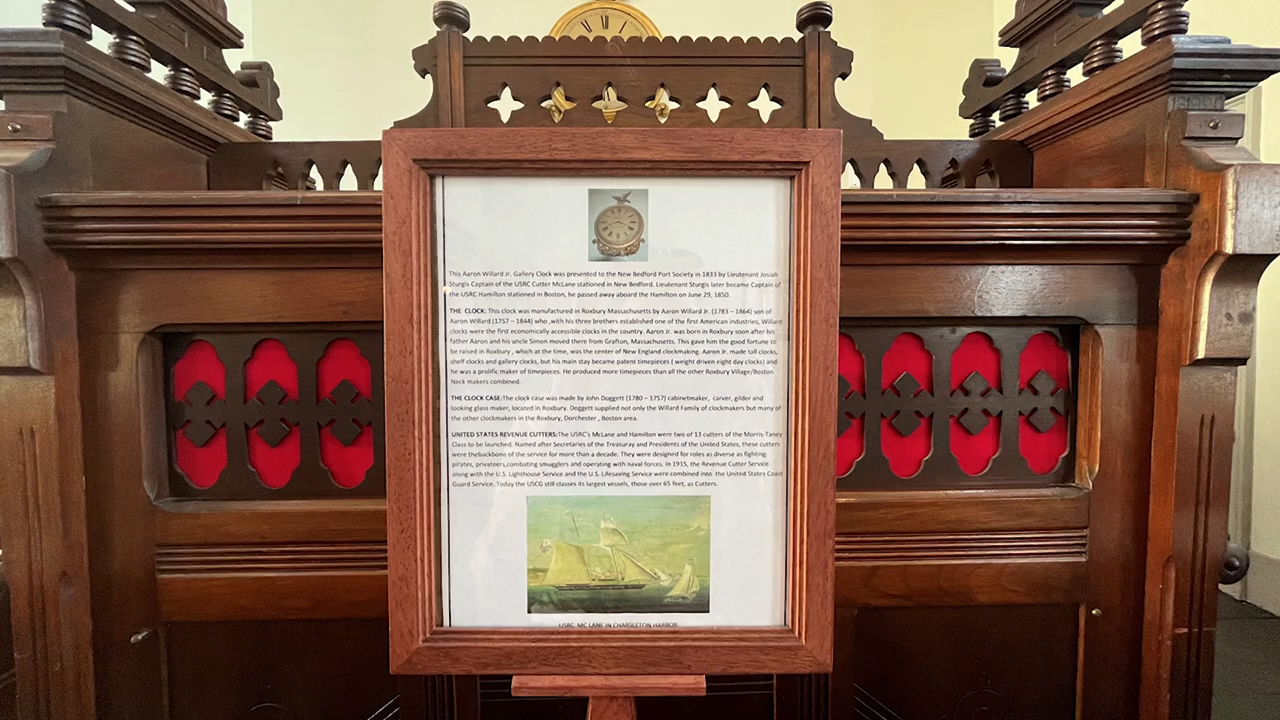 This Aaron Willard Jr. Gallery Clock was presented to the New Bedford Port Society in 1833 by Lieutenant Josiah
Sturgis Captain of the USRC Cutter McLane stationed in New Bedford. Lieutenant Sturgis later became Captain of
the USRC Hamilton stationed in Boston, he passed away aboard the Hamilton on June 29, 1850.
THE CLOCK: This clock was manufactured in Roxbury Massachusetts by Aaron Willard Jr. (1783 – 1864) son of
Aaron Willard (1757 – 1844) who ,with his three brothers established one of the first American industries, Willard
clocks were the first economically accessible clocks in the country. Aaron Jr. was born in Roxbury soon after his
father Aaron and his uncle Simon moved there from Grafton, Massachusetts. This gave him the good fortune to
be raised in Roxbury , which at the time, was the center of New England clockmaking. Aaron Jr. made tall clocks,
shelf clocks and gallery clocks, but his main stay became patent timepieces ( weight driven eight day clocks) and
he was a prolific maker of timepieces. He produced more timepieces than all the other Roxbury Village/Boston
Neck makers combined.
THE CLOCK CASE:The clock case was made by John Doggett (1780 – 1757) cabinetmaker, carver, gilder and
looking glass maker, located in Roxbury. Doggett supplied not only the Willard Family of clockmakers but many of
the other clockmakers in the Roxbury, Dorchester , Boston area.
UNITED STATES REVENUE CUTTERS:The USRC's McLane and Hamilton were two of 13 cutters of the Morris-Taney
Class to be launched. Named after Secretaries of the Treasuray and Presidents of the United States, these cutters
were thebackbone of the service for more than a decade. They were designed for roles as diverse as fighting
pirates, privateers,combating smugglers and operating with naval forces. In 1915, the Revenue Cutter Service
along with the U.S. Lighthouse Service and the U.S. Lifesaving Service were combined into the United States Coast
Guard Service. Today the USCG still classes its largest vessels, those over 65 feet, as Cutters.
USRC MC LANE IN CHARSLETON HARBOR